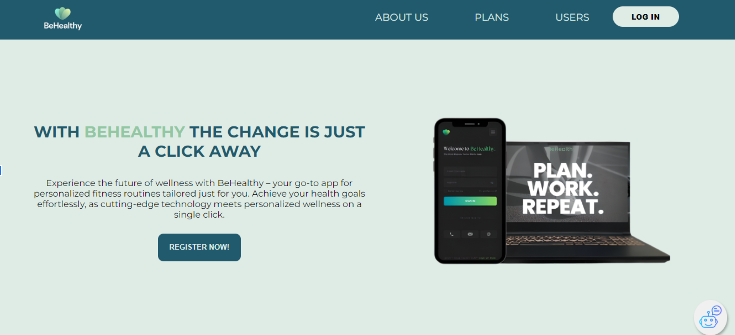 BeHealthy
ABOUT US
PLANS
USERS
LOG IN
WITH BEHEALTHY THE CHANGE IS JUST
A CLICK AWAY
Experience the future of wellness with BeHealthy – your go-to app for
personalized fitness routines tailored just for you. Achieve your health goals
effortlessly, as cutting-edge technology meets personalized wellness on a
single click.
REGISTER NOW!
Welcome to BeHealthy.
BeHealthy
PLAN.
WORK.
REPEAT.